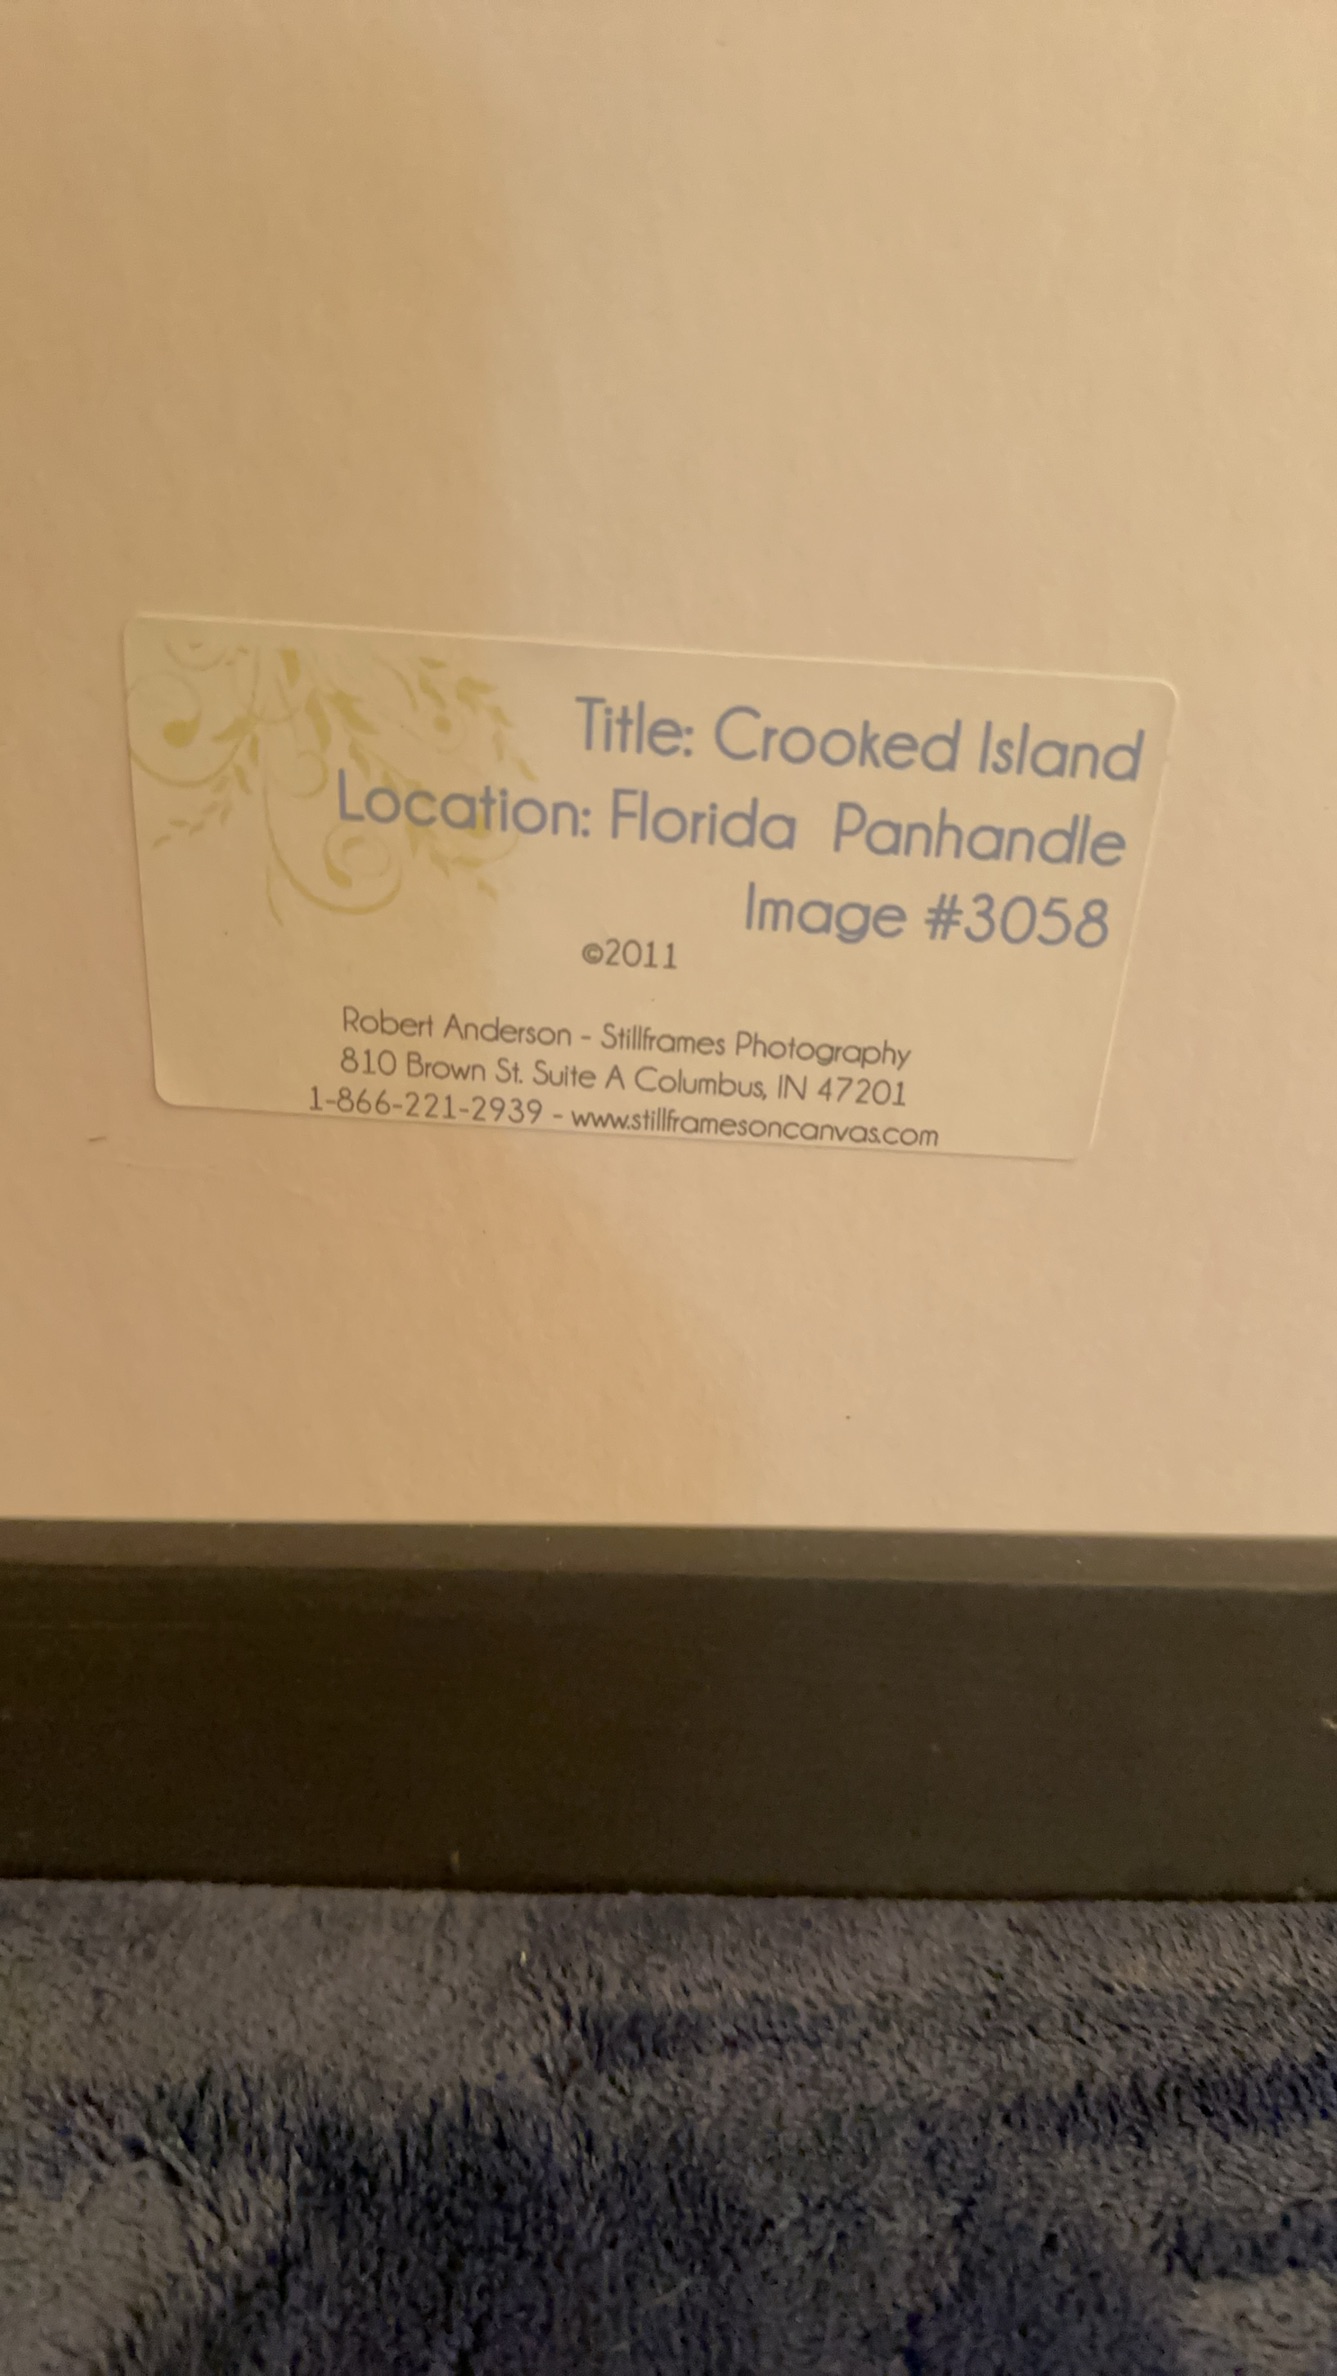 Title: Crooked Island
Location: Florida Panhandle
Image #3058
©2011
Robert Anderson - Stillframes Photography
810 Brown St. Suite A Columbus, IN 47201
1-866-221-2939 - www.stillframesoncanvas.com